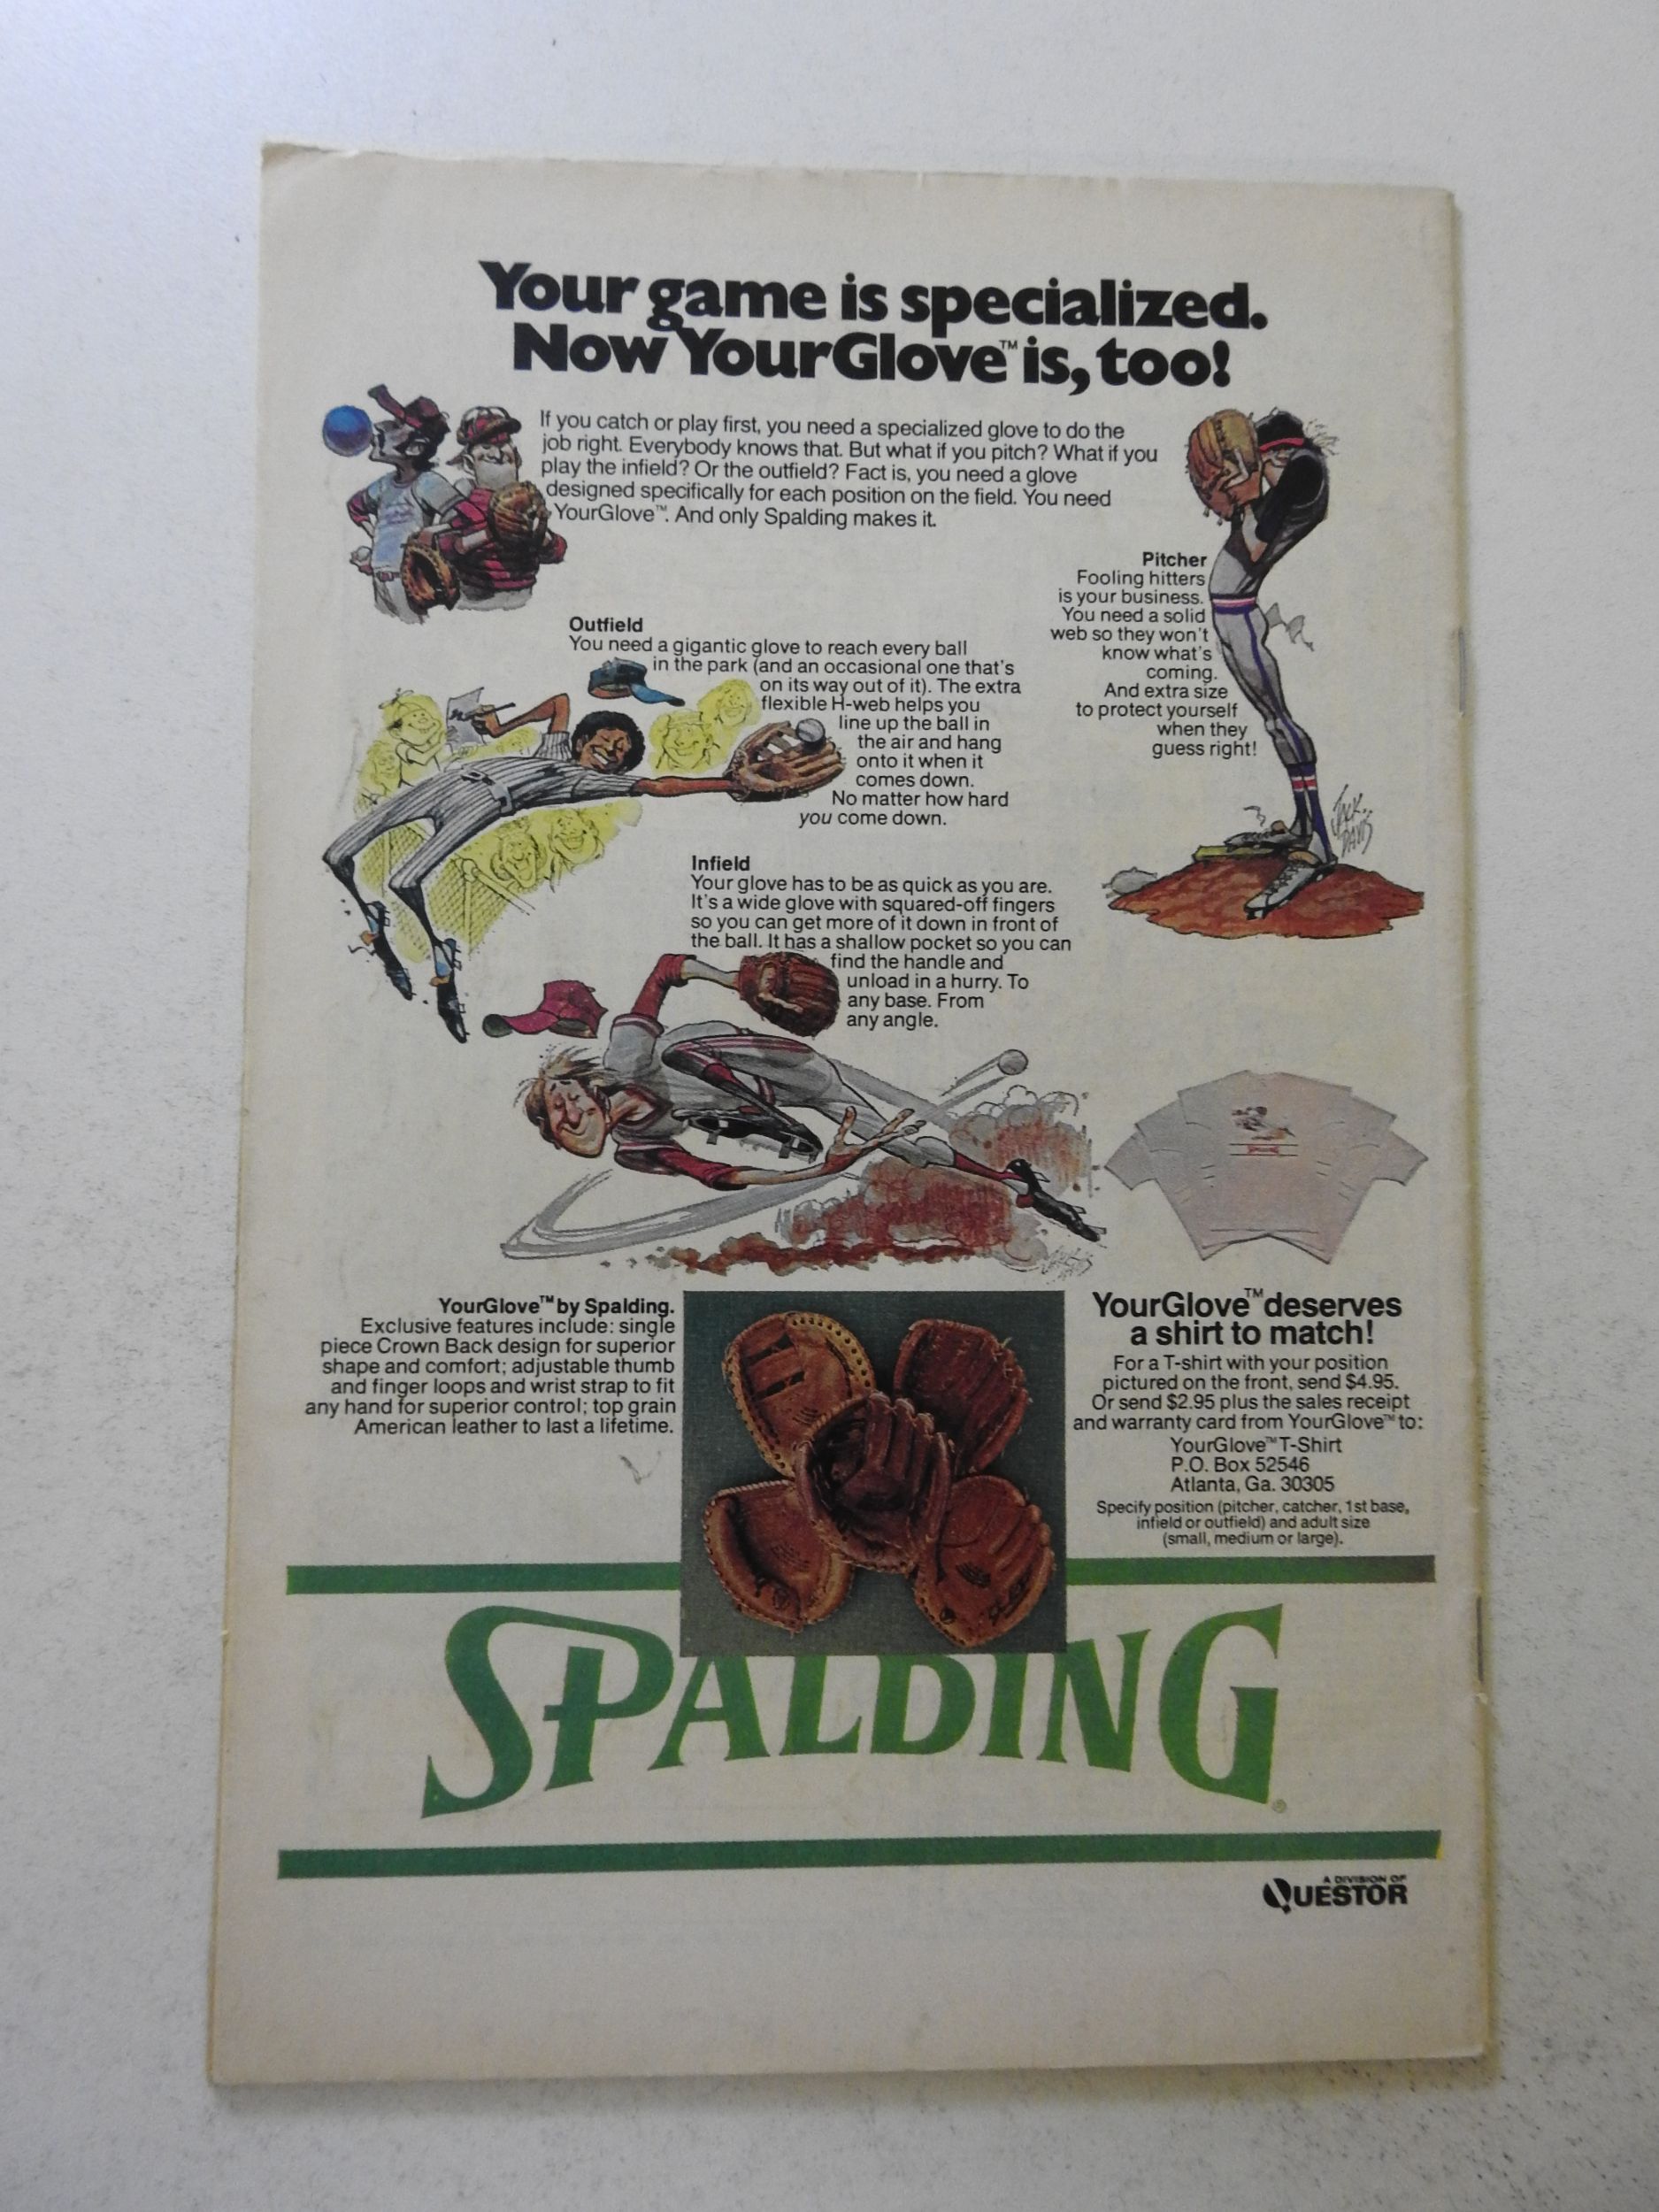 Your game is specialized.
Now YourGlove™ is, too!
If you catch or play first, you need a specialized glove to do the
job right. Everybody knows that. But what if you pitch? What if you
play the infield? Or the outfield? Fact is, you need a glove
designed specifically for each position on the field. You need
YourGlove™. And only Spalding makes it.
Pitcher
Fooling hitters
is your business.
You need a solid
web so they won't
know what's
coming.
And extra size
to protect yourself
when they
guess right!
JACK
DAVIS
Outfield
You need a gigantic glove to reach every ball
in the park (and an occasional one that's
on its way out of it). The extra
flexible H-web helps you
line up the ball in
the air and hang
onto it when it
comes down.
No matter how hard
you come down.
Infield
Your glove has to be as quick as you are.
It's a wide glove with squared-off fingers
so you can get more of it down in front of
the ball. It has a shallow pocket so you can
find the handle and
unload in a hurry. To
any base. From
any angle.
SPALDING
YourGlove™ by Spalding.
Exclusive features include: single
piece Crown Back design for superior
shape and comfort; adjustable thumb
and finger loops and wrist strap to fit
any hand for superior control; top grain
American leather to last a lifetime.
YourGlove™ deserves
a shirt to match!
For a T-shirt with your position
pictured on the front, send $4.95.
Or send $2.95 plus the sales receipt
and warranty card from YourGlove™ to:
YourGlove™ T-Shirt
P.O. Box 52546
Atlanta, Ga. 30305
Specify position (pitcher, catcher, 1st base,
infield or outfield) and adult size
(small, medium or large).
SPALDING®
A DIVISION OF
QUESTOR